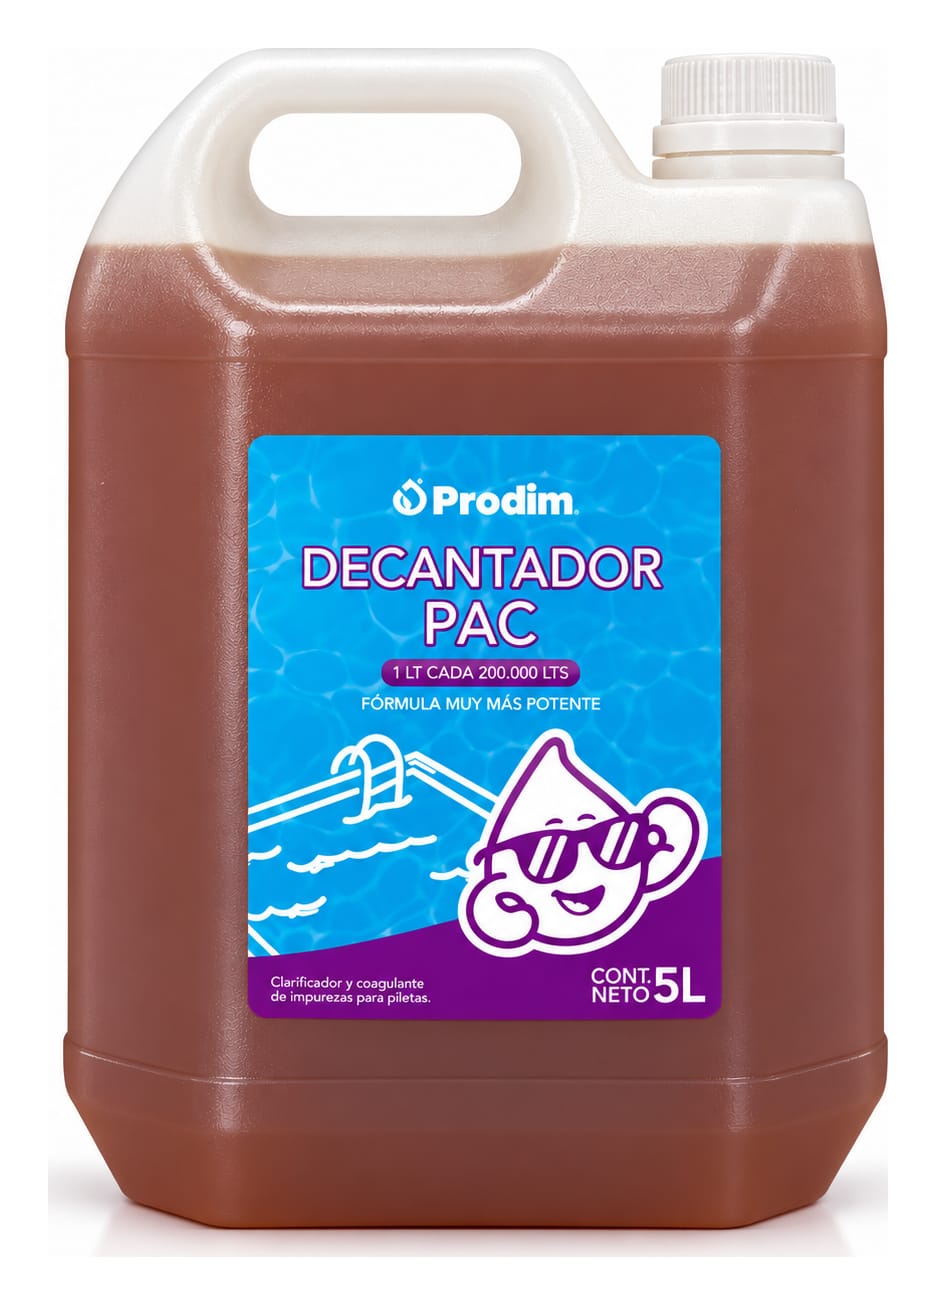 Prodim
DECANTADOR
PAC
1 LT CADA 200.000 LTS
FÓRMULA MUY MÁS POTENTE
Clarificador y coagulante
de impurezas para piletas.
CONT.
NETO 5L